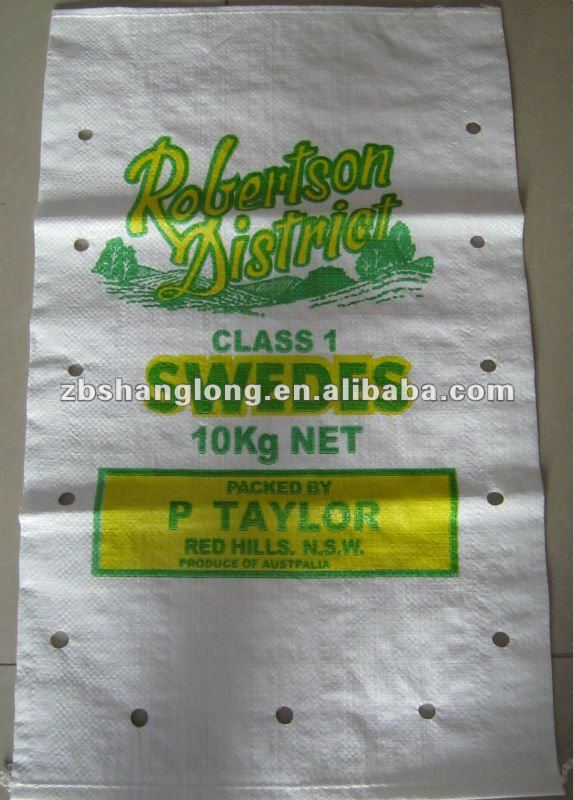 Robertson
District
CLASS 1
SWEDES
zbshanglong.en.alibaba.com
10Kg NET
PACKED BY
P TAYLOR
RED HILLS. N.S.W.
PRODUCE OF AUSTRALIA